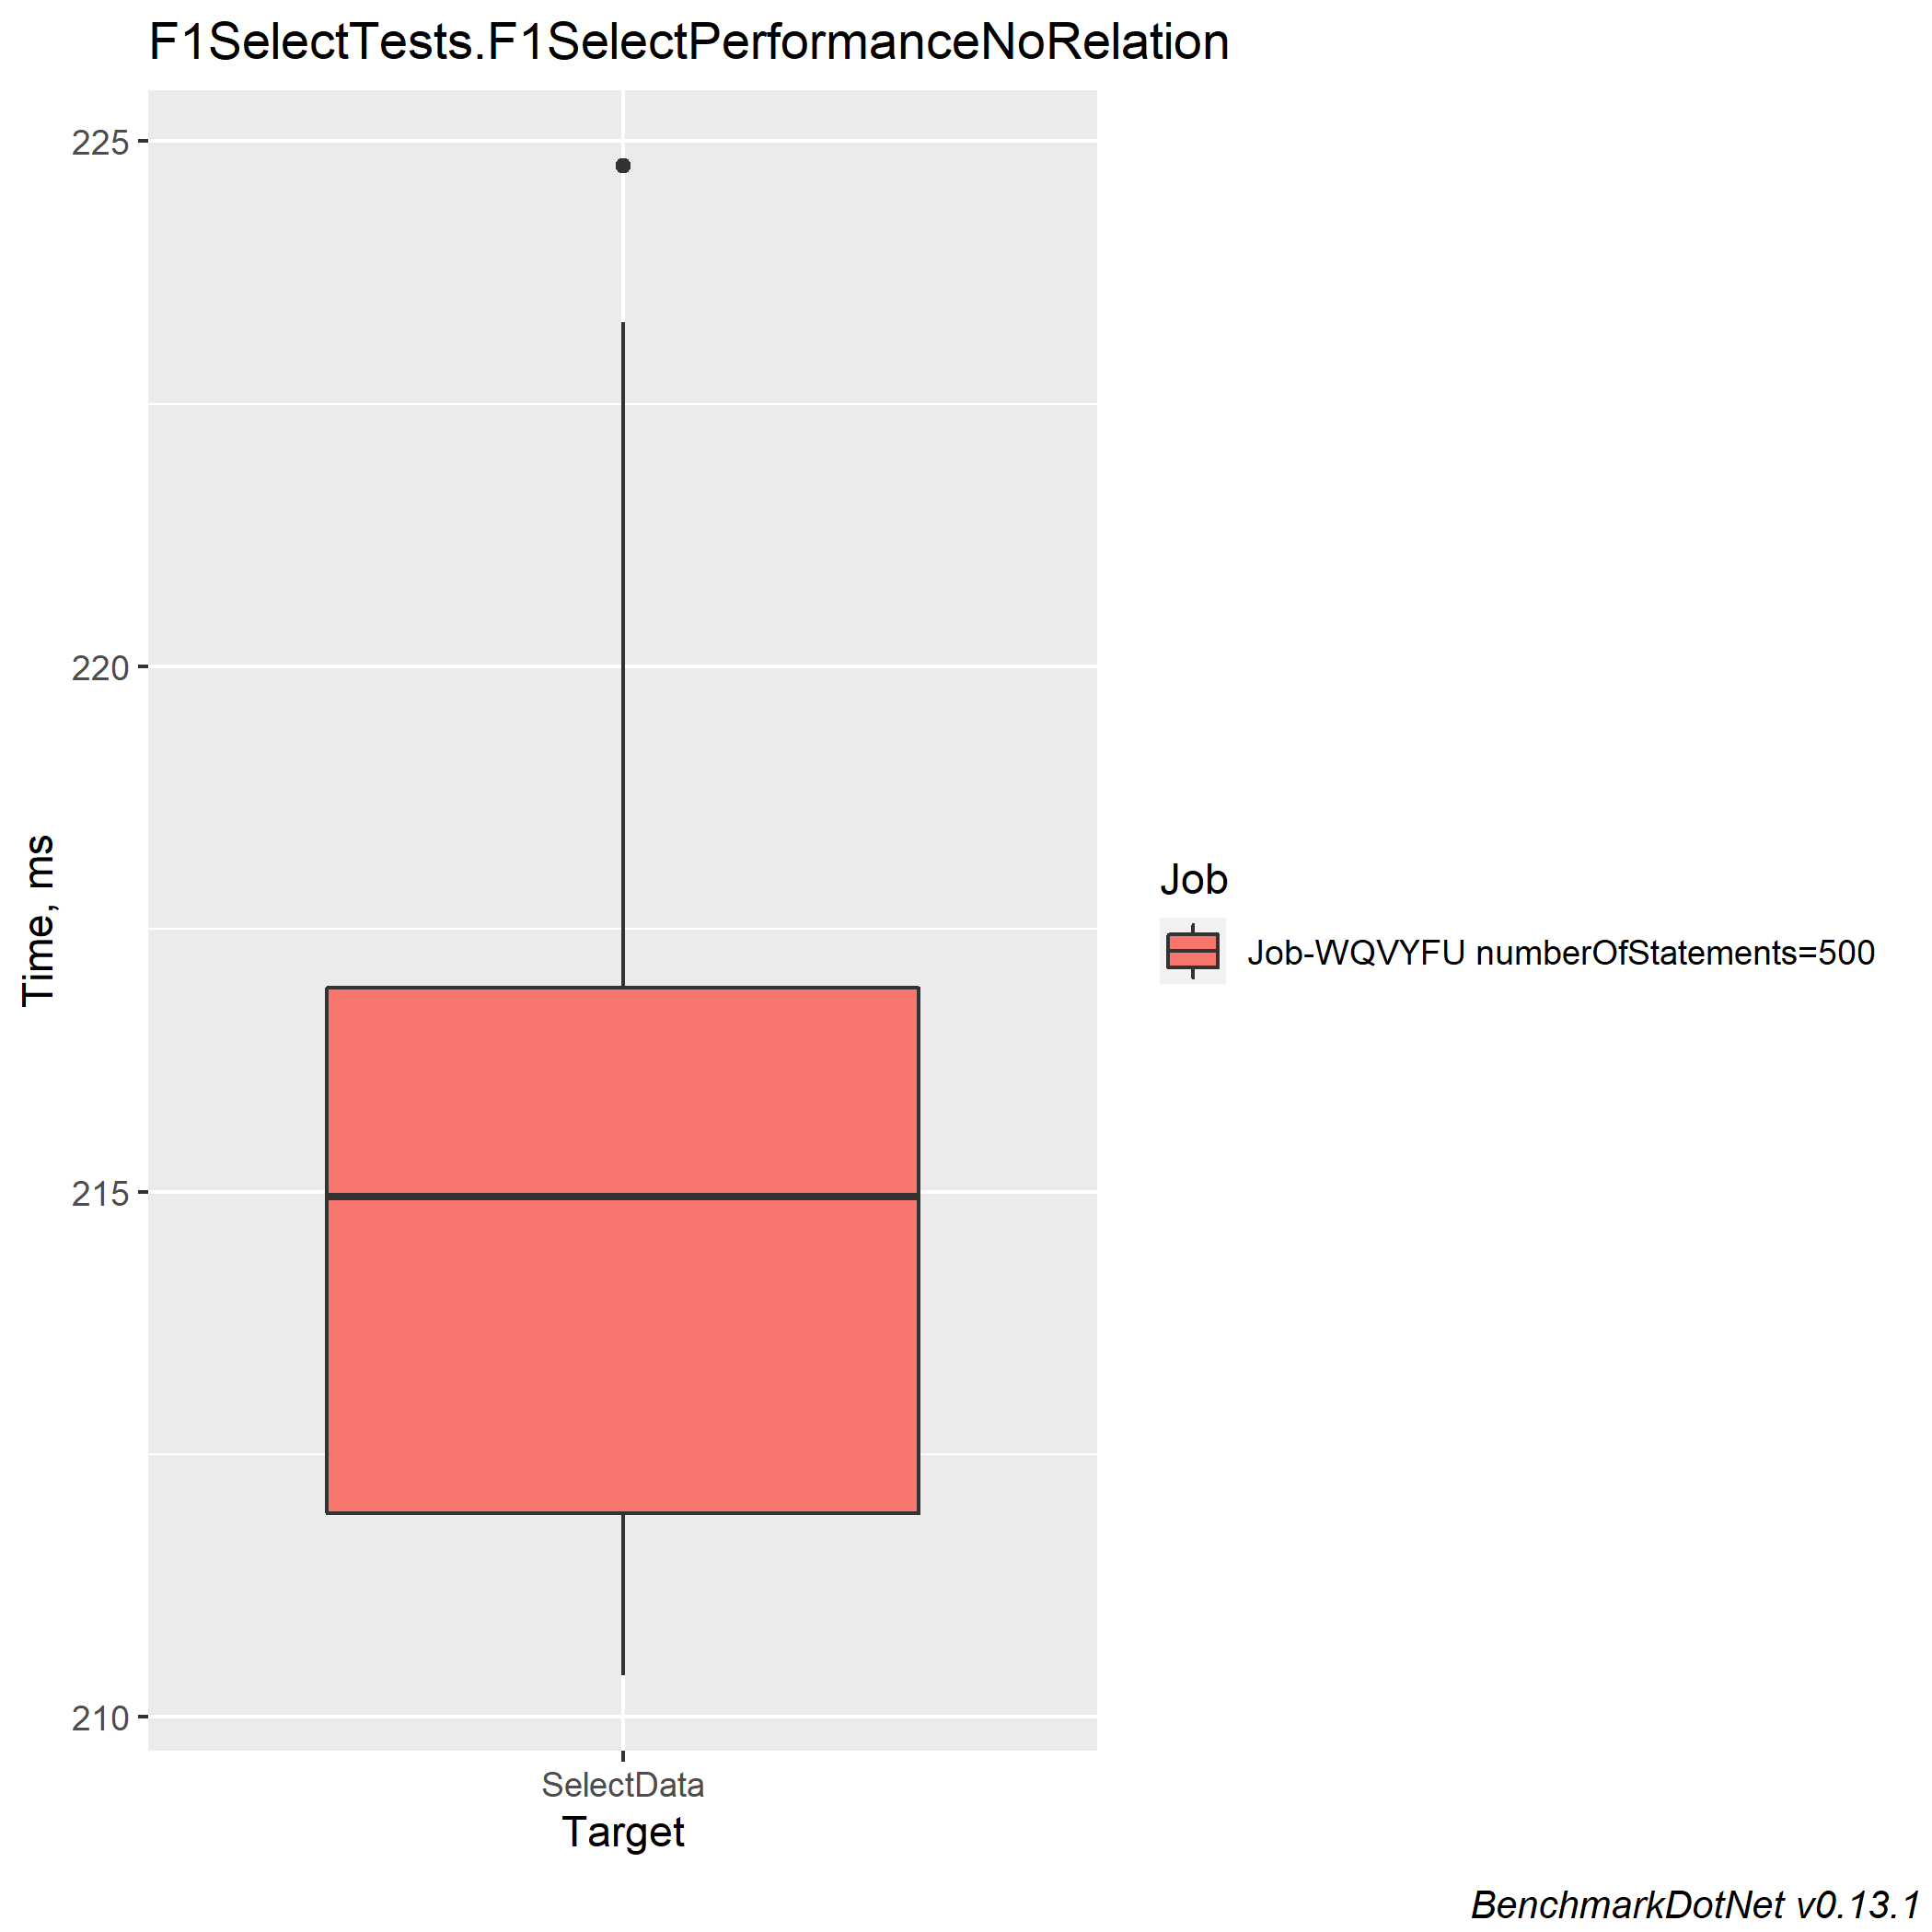 F1SelectTests.F1SelectPerformanceNoRelation
225
220
215
210
Time, ms
SelectData
Target
Job
Job-WQVYFU numberOfStatements=500
BenchmarkDotNet v0.13.1